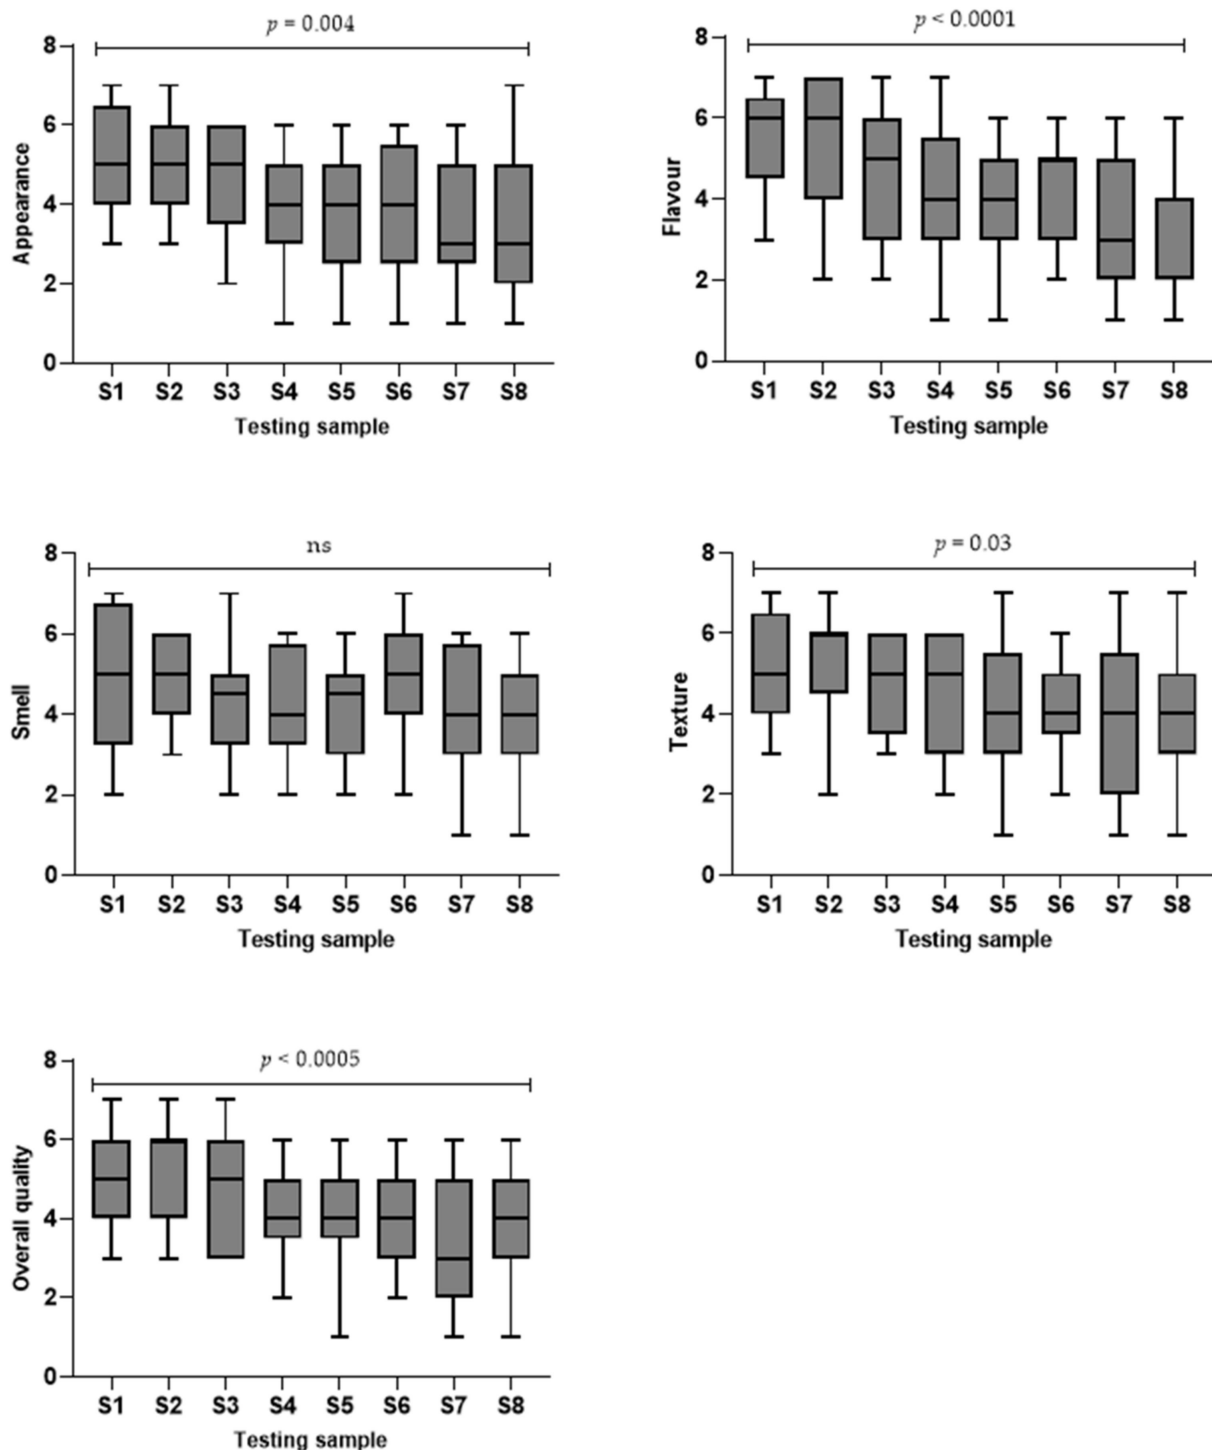 p = 0.004
8
6
4
2
0
Appearance
S1 S2 S3 S4 S5 S6 S7 S8
Testing sample
p < 0.0001
8
6
4
2
0
Flavour
S1 S2 S3 S4 S5 S6 S7 S8
Testing sample
ns
8
6
4
2
0
Smell
S1 S2 S3 S4 S5 S6 S7 S8
Testing sample
p = 0.03
8
6
4
2
0
Texture
S1 S2 S3 S4 S5 S6 S7 S8
Testing sample
p < 0.0005
8
6
4
2
0
Overall quality
S1 S2 S3 S4 S5 S6 S7 S8
Testing sample